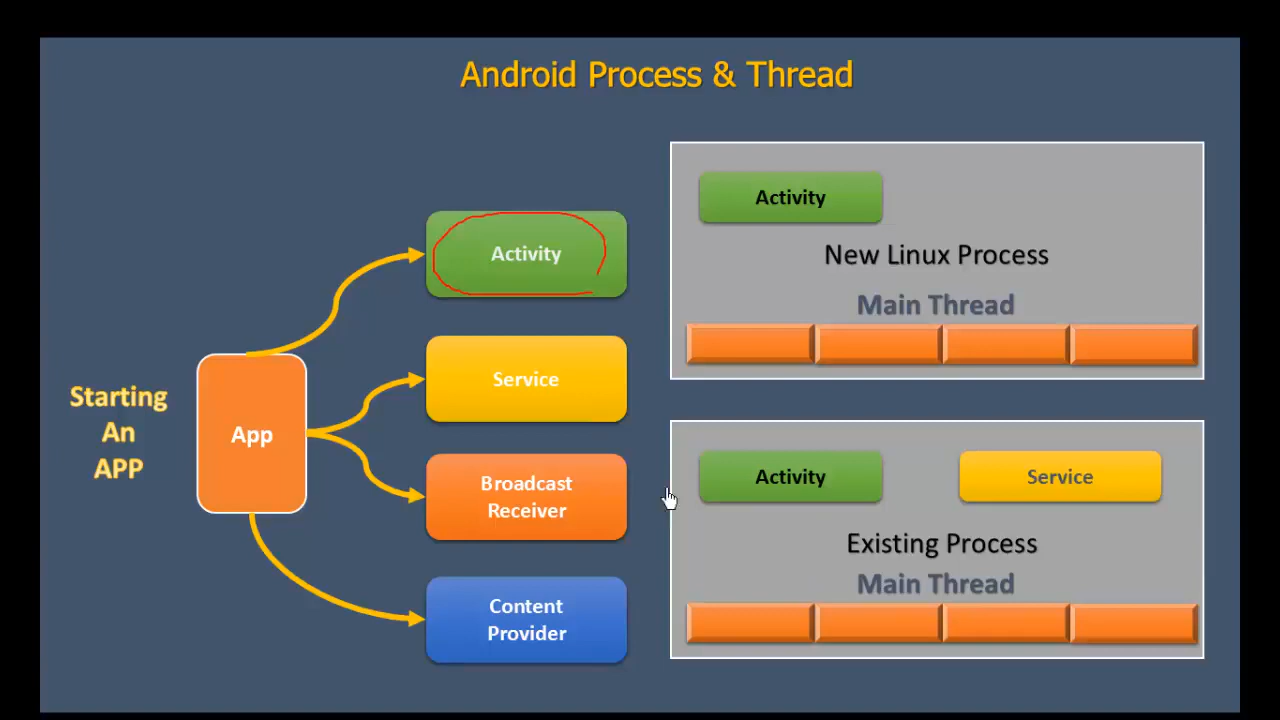 Android Process & Thread
Starting
An
APP
App
Activity
Service
Broadcast
Receiver
Content
Provider
Activity
New Linux Process
Main Thread
Activity
Service
Existing Process
Main Thread